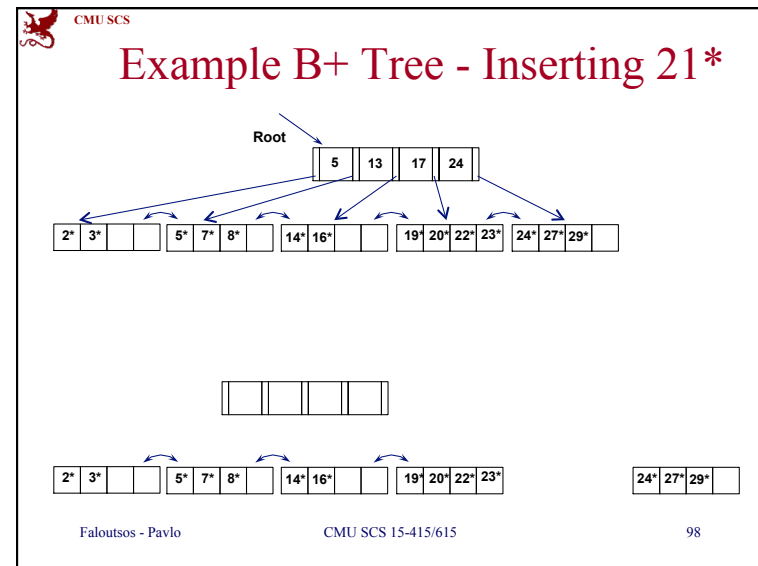 CMU SCS
Example B+ Tree - Inserting 21*
Root
5 13 17 24
2* 3* 5* 7* 8* 14* 16* 19* 20* 22* 23* 24* 27* 29*
2* 3* 5* 7* 8* 14* 16* 19* 20* 22* 23* 24* 27* 29*
Faloutsos - Pavlo CMU SCS 15-415/615 98